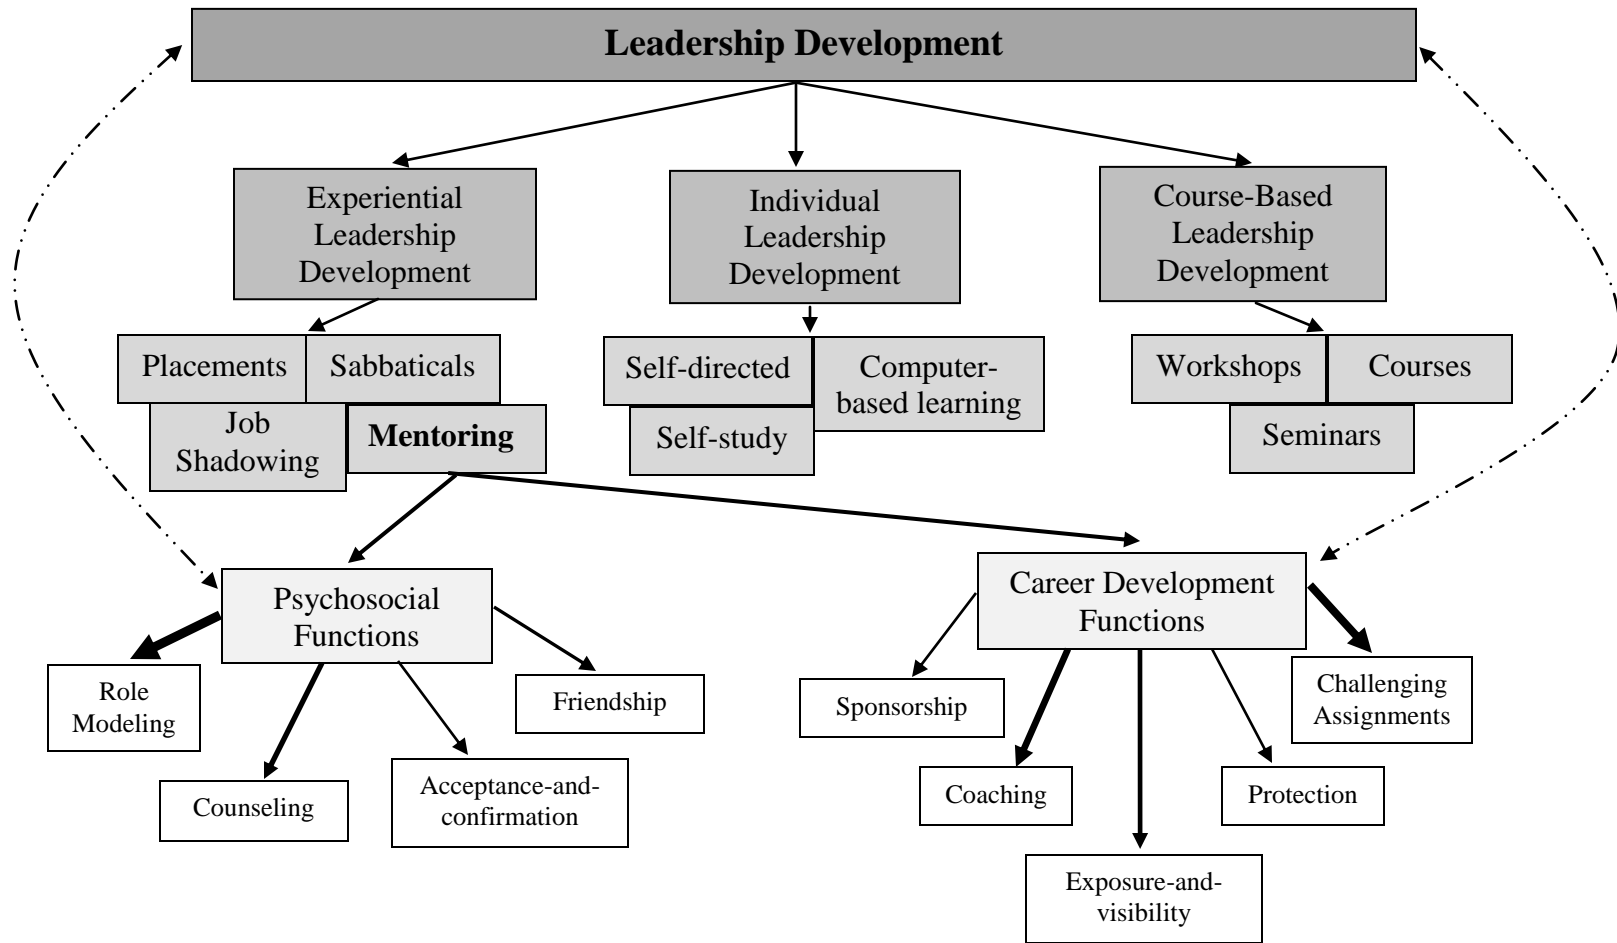 Leadership Development
Experiential
Leadership
Development
Individual
Leadership
Development
Course-Based
Leadership
Development
Placements
Sabbaticals
Job
Shadowing
Mentoring
Self-directed
Computer-
based learning
Self-study
Workshops
Courses
Seminars
Psychosocial
Functions
Career Development
Functions
Role
Modeling
Counseling
Acceptance-and-
confirmation
Friendship
Sponsorship
Coaching
Exposure-and-
visibility
Protection
Challenging
Assignments